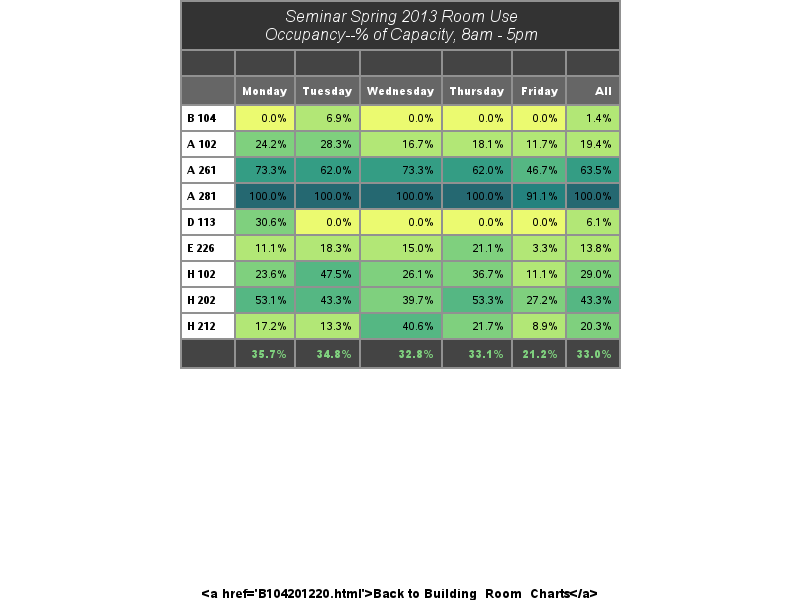 Seminar Spring 2013 Room Use
Occupancy--% of Capacity, 8am - 5pm
Monday Tuesday Wednesday Thursday Friday All
B 104 0.0% 6.9% 0.0% 0.0% 0.0% 1.4%
A 102 24.2% 28.3% 16.7% 18.1% 11.7% 19.4%
A 261 73.3% 62.0% 73.3% 62.0% 46.7% 63.5%
A 281 100.0% 100.0% 100.0% 100.0% 91.1% 100.0%
D 113 30.6% 0.0% 0.0% 0.0% 0.0% 6.1%
E 226 11.1% 18.3% 15.0% 21.1% 3.3% 13.8%
H 102 23.6% 47.5% 26.1% 36.7% 11.1% 29.0%
H 202 53.1% 43.3% 39.7% 53.3% 27.2% 43.3%
H 212 17.2% 13.3% 40.6% 21.7% 8.9% 20.3%
35.7% 34.8% 32.8% 33.1% 21.2% 33.0%
<a href='B104201220.html'>Back to Building_Room_Charts</a>